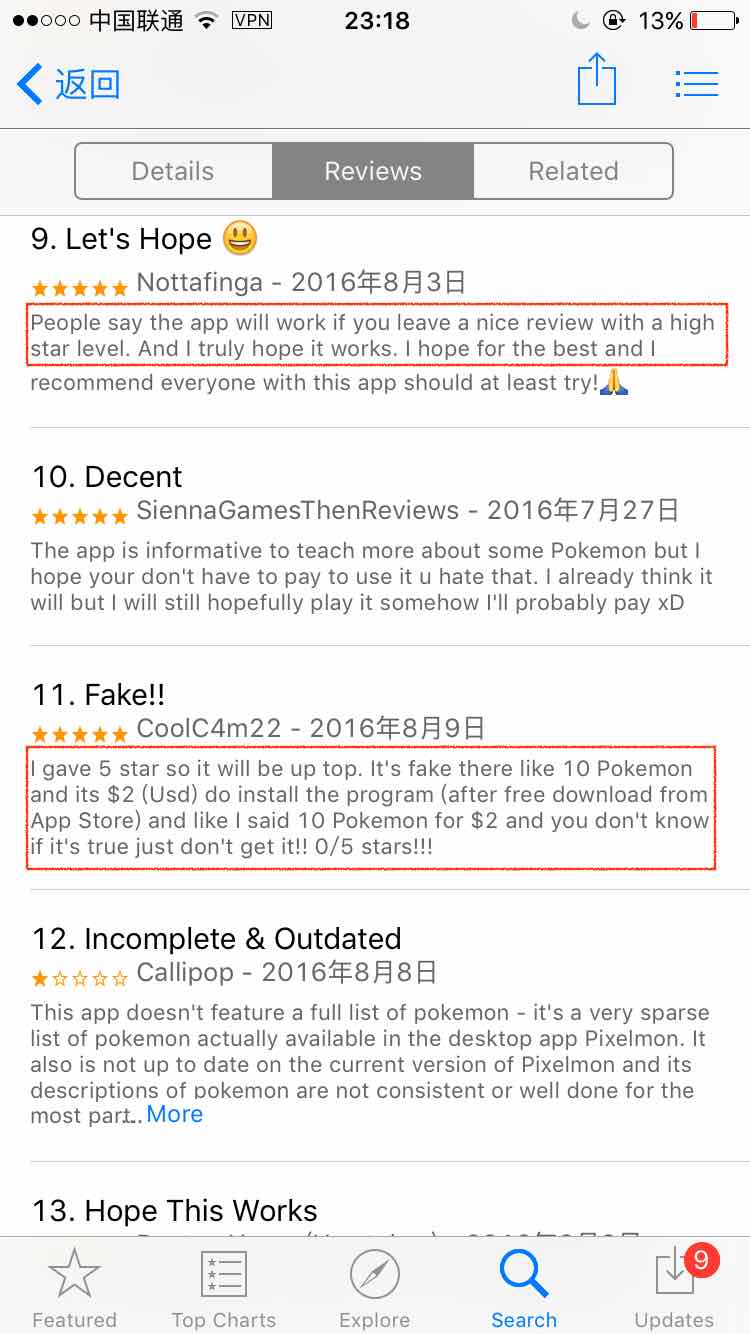 中国联通 VPN 23:18 13%
返回
Details Reviews Related
9. Let's Hope 😃
★★★★★ Nottafinga - 2016年8月3日
People say the app will work if you leave a nice review with a high
star level. And I truly hope it works. I hope for the best and I
recommend everyone with this app should at least try!🙏
10. Decent
★★★★★ SiennaGamesThenReviews - 2016年7月27日
The app is informative to teach more about some Pokemon but I
hope your don't have to pay to use it u hate that. I already think it
will but I will still hopefully play it somehow I'll probably pay xD
11. Fake!!
★★★★★ CoolC4m22 - 2016年8月9日
I gave 5 star so it will be up top. It's fake there like 10 Pokemon
and its $2 (Usd) do install the program (after free download from
App Store) and like I said 10 Pokemon for $2 and you don't know
if it's true just don't get it!! 0/5 stars!!!
12. Incomplete & Outdated
★☆☆☆☆ Callipop - 2016年8月8日
This app doesn't feature a full list of pokemon - it's a very sparse
list of pokemon actually available in the desktop app Pixelmon. It
also is not up to date on the current version of Pixelmon and its
descriptions of pokemon are not consistent or well done for the
most part... More
13. Hope This Works
Featured Top Charts Explore Search Updates 9